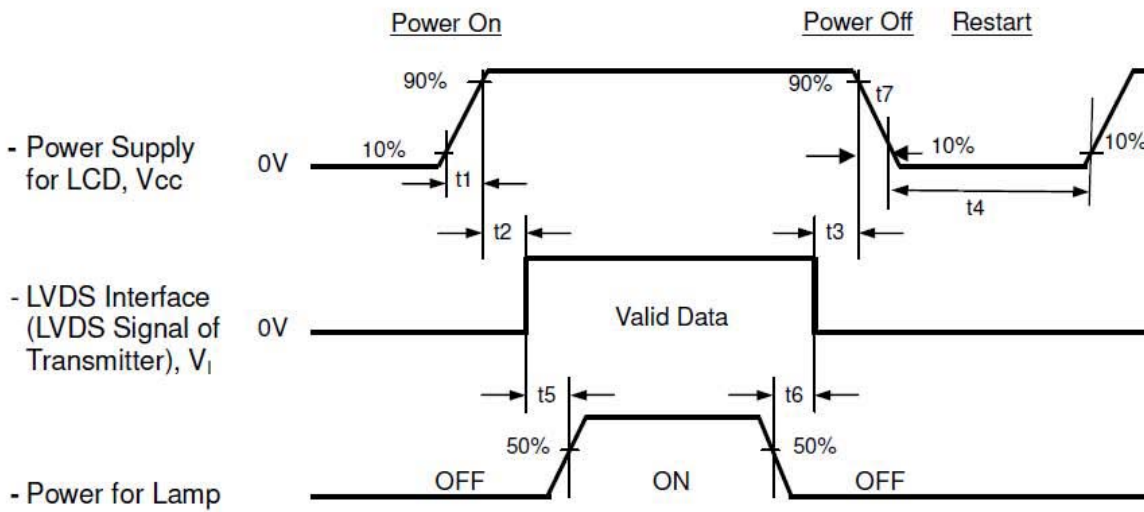 Power On
Power Off
Restart
90%
90%
t7
- Power Supply
for LCD, Vcc
0V
10%
10%
10%
t1
t4
t2
t3
- LVDS Interface
(LVDS Signal of
Transmitter), VI
0V
Valid Data
t5
t6
50%
50%
- Power for Lamp
OFF
ON
OFF